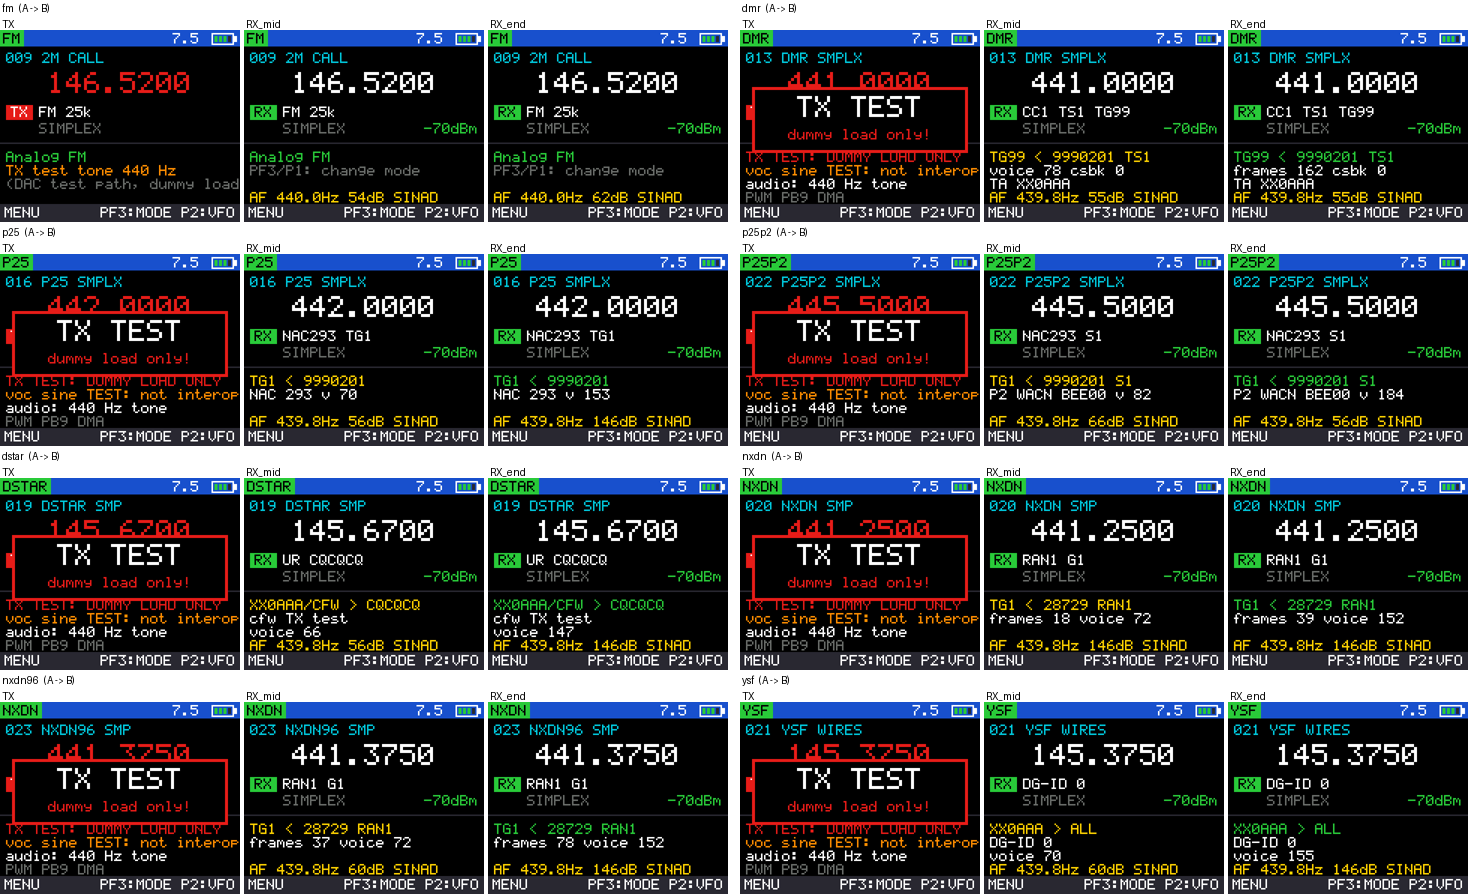 fm (A->B)
TX
FM 7.5
009 2M CALL
146.5200
TX FM 25k
SIMPLEX
Analog FM
TX test tone 440 Hz
(DAC test path, dummy load
MENU PF3:MODE P2:VFO
RX_mid
FM 7.5
009 2M CALL
146.5200
RX FM 25k
SIMPLEX -70dBm
Analog FM
PF3/P1: change mode
AF 440.0Hz 54dB SINAD
MENU PF3:MODE P2:VFO
RX_end
FM 7.5
009 2M CALL
146.5200
RX FM 25k
SIMPLEX -70dBm
Analog FM
PF3/P1: change mode
AF 440.0Hz 62dB SINAD
MENU PF3:MODE P2:VFO
dmr (A->B)
TX
DMR 7.5
013 DMR SMPLX
441.0000
TX TEST
dummy load only!
TX TEST: DUMMY LOAD ONLY
voc sine TEST: not interop
audio: 440 Hz tone
PWM PB9 DMA
MENU PF3:MODE P2:VFO
RX_mid
DMR 7.5
013 DMR SMPLX
441.0000
RX CC1 TS1 TG99
SIMPLEX -70dBm
TG99 < 9990201 TS1
voice 78 csbk 0
TA XX0AAA
AF 439.8Hz 55dB SINAD
MENU PF3:MODE P2:VFO
RX_end
DMR 7.5
013 DMR SMPLX
441.0000
RX CC1 TS1 TG99
SIMPLEX -70dBm
TG99 < 9990201 TS1
frames 162 csbk 0
TA XX0AAA
AF 439.8Hz 55dB SINAD
MENU PF3:MODE P2:VFO
p25 (A->B)
TX
P25 7.5
016 P25 SMPLX
442.0000
TX TEST
dummy load only!
TX TEST: DUMMY LOAD ONLY
voc sine TEST: not interop
audio: 440 Hz tone
PWM PB9 DMA
MENU PF3:MODE P2:VFO
RX_mid
P25 7.5
016 P25 SMPLX
442.0000
RX NAC293 TG1
SIMPLEX -70dBm
TG1 < 9990201
NAC 293 v 70
AF 439.8Hz 56dB SINAD
MENU PF3:MODE P2:VFO
RX_end
P25 7.5
016 P25 SMPLX
442.0000
RX NAC293 TG1
SIMPLEX -70dBm
TG1 < 9990201
NAC 293 v 153
AF 439.8Hz 146dB SINAD
MENU PF3:MODE P2:VFO
p25p2 (A->B)
TX
P25P2 7.5
022 P25P2 SMPLX
445.5000
TX TEST
dummy load only!
TX TEST: DUMMY LOAD ONLY
voc sine TEST: not interop
audio: 440 Hz tone
PWM PB9 DMA
MENU PF3:MODE P2:VFO
RX_mid
P25P2 7.5
022 P25P2 SMPLX
445.5000
RX NAC293 S1
SIMPLEX -70dBm
TG1 < 9990201 S1
P2 WACN BEE00 v 82
AF 439.8Hz 66dB SINAD
MENU PF3:MODE P2:VFO
RX_end
P25P2 7.5
022 P25P2 SMPLX
445.5000
RX NAC293 S1
SIMPLEX -70dBm
TG1 < 9990201 S1
P2 WACN BEE00 v 184
AF 439.8Hz 56dB SINAD
MENU PF3:MODE P2:VFO
dstar (A->B)
TX
DSTAR 7.5
019 DSTAR SMP
145.6700
TX TEST
dummy load only!
TX TEST: DUMMY LOAD ONLY
voc sine TEST: not interop
audio: 440 Hz tone
PWM PB9 DMA
MENU PF3:MODE P2:VFO
RX_mid
DSTAR 7.5
019 DSTAR SMP
145.6700
RX UR CQCQCQ
SIMPLEX -70dBm
XX0AAA/CFW > CQCQCQ
cfw TX test
voice 66
AF 439.8Hz 56dB SINAD
MENU PF3:MODE P2:VFO
RX_end
DSTAR 7.5
019 DSTAR SMP
145.6700
RX UR CQCQCQ
SIMPLEX -70dBm
XX0AAA/CFW > CQCQCQ
cfw TX test
voice 147
AF 439.8Hz 146dB SINAD
MENU PF3:MODE P2:VFO
nxdn (A->B)
TX
NXDN 7.5
020 NXDN SMP
441.2500
TX TEST
dummy load only!
TX TEST: DUMMY LOAD ONLY
voc sine TEST: not interop
audio: 440 Hz tone
PWM PB9 DMA
MENU PF3:MODE P2:VFO
RX_mid
NXDN 7.5
020 NXDN SMP
441.2500
RX RAN1 G1
SIMPLEX -70dBm
TG1 < 28729 RAN1
frames 18 voice 72
AF 439.8Hz 146dB SINAD
MENU PF3:MODE P2:VFO
RX_end
NXDN 7.5
020 NXDN SMP
441.2500
RX RAN1 G1
SIMPLEX -70dBm
TG1 < 28729 RAN1
frames 39 voice 152
AF 439.8Hz 146dB SINAD
MENU PF3:MODE P2:VFO
nxdn96 (A->B)
TX
NXDN 7.5
023 NXDN96 SMP
441.3750
TX TEST
dummy load only!
TX TEST: DUMMY LOAD ONLY
voc sine TEST: not interop
audio: 440 Hz tone
PWM PB9 DMA
MENU PF3:MODE P2:VFO
RX_mid
NXDN 7.5
023 NXDN96 SMP
441.3750
RX RAN1 G1
SIMPLEX -70dBm
TG1 < 28729 RAN1
frames 37 voice 72
AF 439.8Hz 60dB SINAD
MENU PF3:MODE P2:VFO
RX_end
NXDN 7.5
023 NXDN96 SMP
441.3750
RX RAN1 G1
SIMPLEX -70dBm
TG1 < 28729 RAN1
frames 78 voice 152
AF 439.8Hz 146dB SINAD
MENU PF3:MODE P2:VFO
ysf (A->B)
TX
YSF 7.5
021 YSF WIRES
145.3750
TX TEST
dummy load only!
TX TEST: DUMMY LOAD ONLY
voc sine TEST: not interop
audio: 440 Hz tone
PWM PB9 DMA
MENU PF3:MODE P2:VFO
RX_mid
YSF 7.5
021 YSF WIRES
145.3750
RX DG-ID 0
SIMPLEX -70dBm
XX0AAA > ALL
DG-ID 0
voice 70
AF 439.8Hz 60dB SINAD
MENU PF3:MODE P2:VFO
RX_end
YSF 7.5
021 YSF WIRES
145.3750
RX DG-ID 0
SIMPLEX -70dBm
XX0AAA > ALL
DG-ID 0
voice 155
AF 439.8Hz 146dB SINAD
MENU PF3:MODE P2:VFO